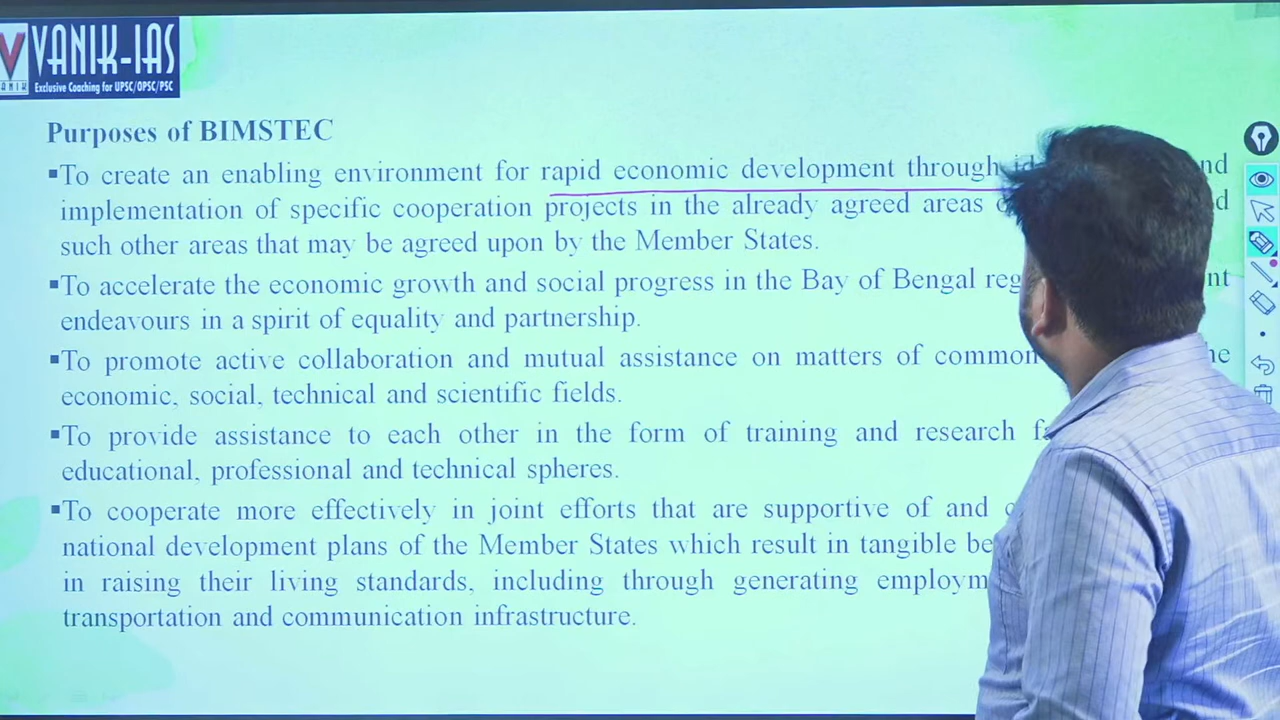 VANIK-IAS
Exclusive Coaching for UPSC/OPSC/PSC
VANIK
Purposes of BIMSTEC
▪To create an enabling environment for rapid economic development through
implementation of specific cooperation projects in the already agreed areas
such other areas that may be agreed upon by the Member States.
▪To accelerate the economic growth and social progress in the Bay of Bengal
endeavours in a spirit of equality and partnership.
▪To promote active collaboration and mutual assistance on matters of common
economic, social, technical and scientific fields.
▪To provide assistance to each other in the form of training and research
educational, professional and technical spheres.
▪To cooperate more effectively in joint efforts that are supportive of and
national development plans of the Member States which result in tangible
in raising their living standards, including through generating
transportation and communication infrastructure.